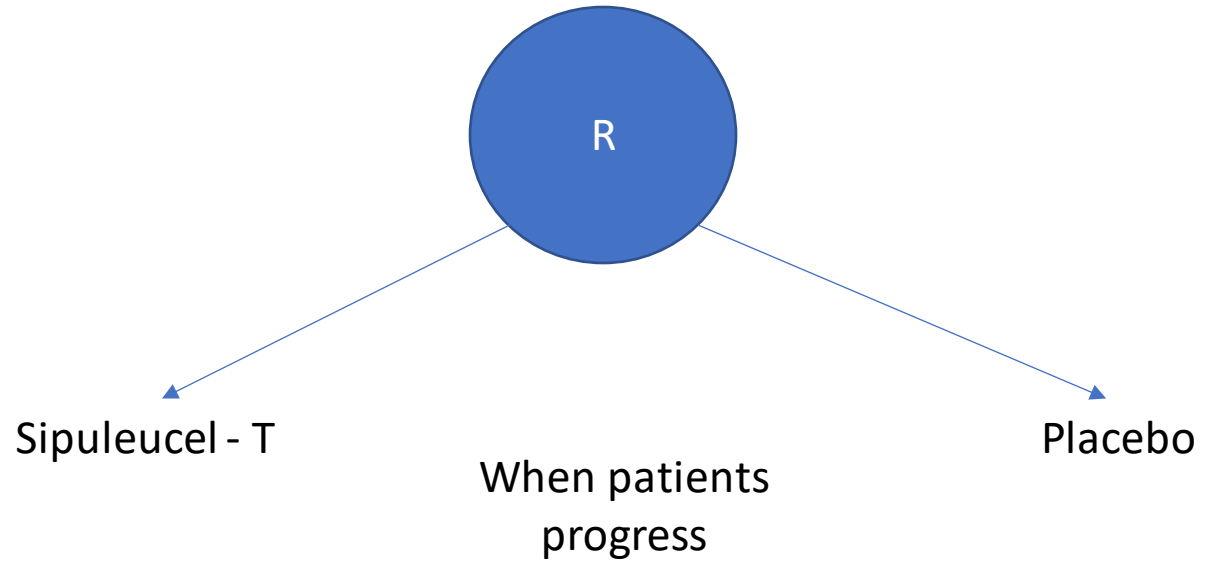 R
Sipuleucel - T
Placebo
When patients
progress